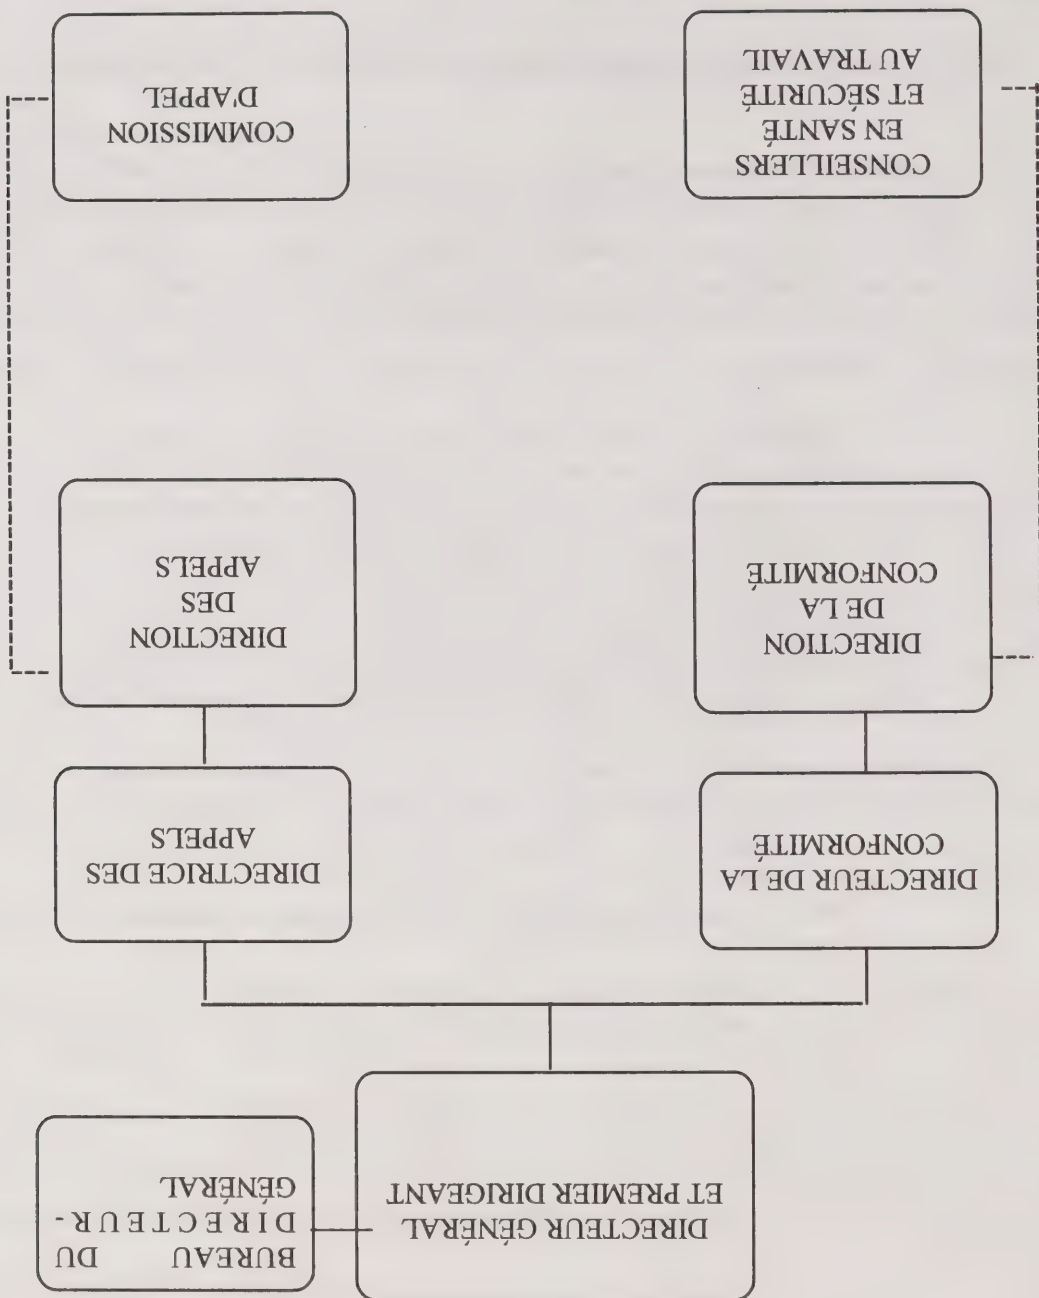 DIRECTEUR GÉNÉRAL
ET PREMIER DIRIGEANT
BUREAU DU
DIRECTEUR-
GÉNÉRAL
DIRECTEUR DE LA
CONFORMITÉ
DIRECTRICE DES
APPELS
DIRECTION
DE LA
CONFORMITÉ
DIRECTION
DES
APPELS
CONSEILLERS
EN SANTÉ
ET SÉCURITÉ
AU TRAVAIL
COMMISSION
D'APPEL